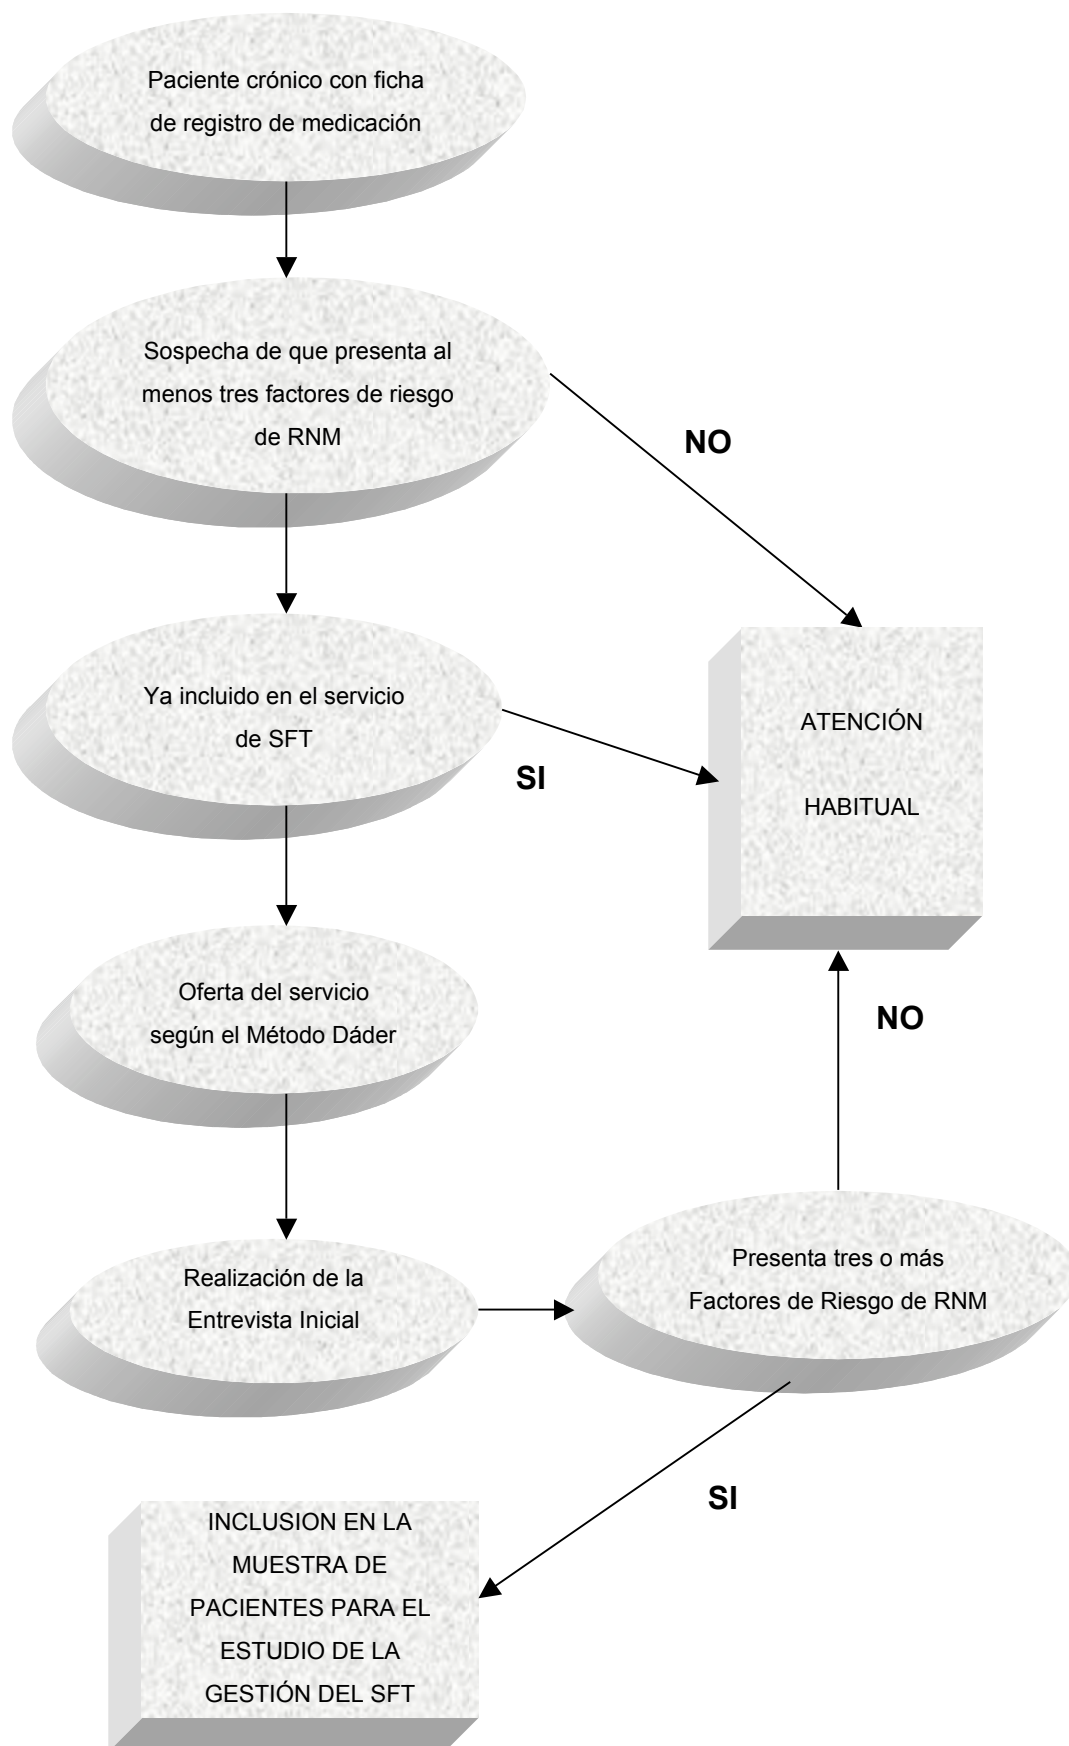 Paciente crónico con ficha
de registro de medicación
Sospecha de que presenta al
menos tres factores de riesgo
de RNM
NO
Ya incluido en el servicio
de SFT
SI
ATENCIÓN
HABITUAL
Oferta del servicio
según el Método Dáder
NO
Realización de la
Entrevista Inicial
Presenta tres o más
Factores de Riesgo de RNM
SI
INCLUSION EN LA
MUESTRA DE
PACIENTES PARA EL
ESTUDIO DE LA
GESTIÓN DEL SFT